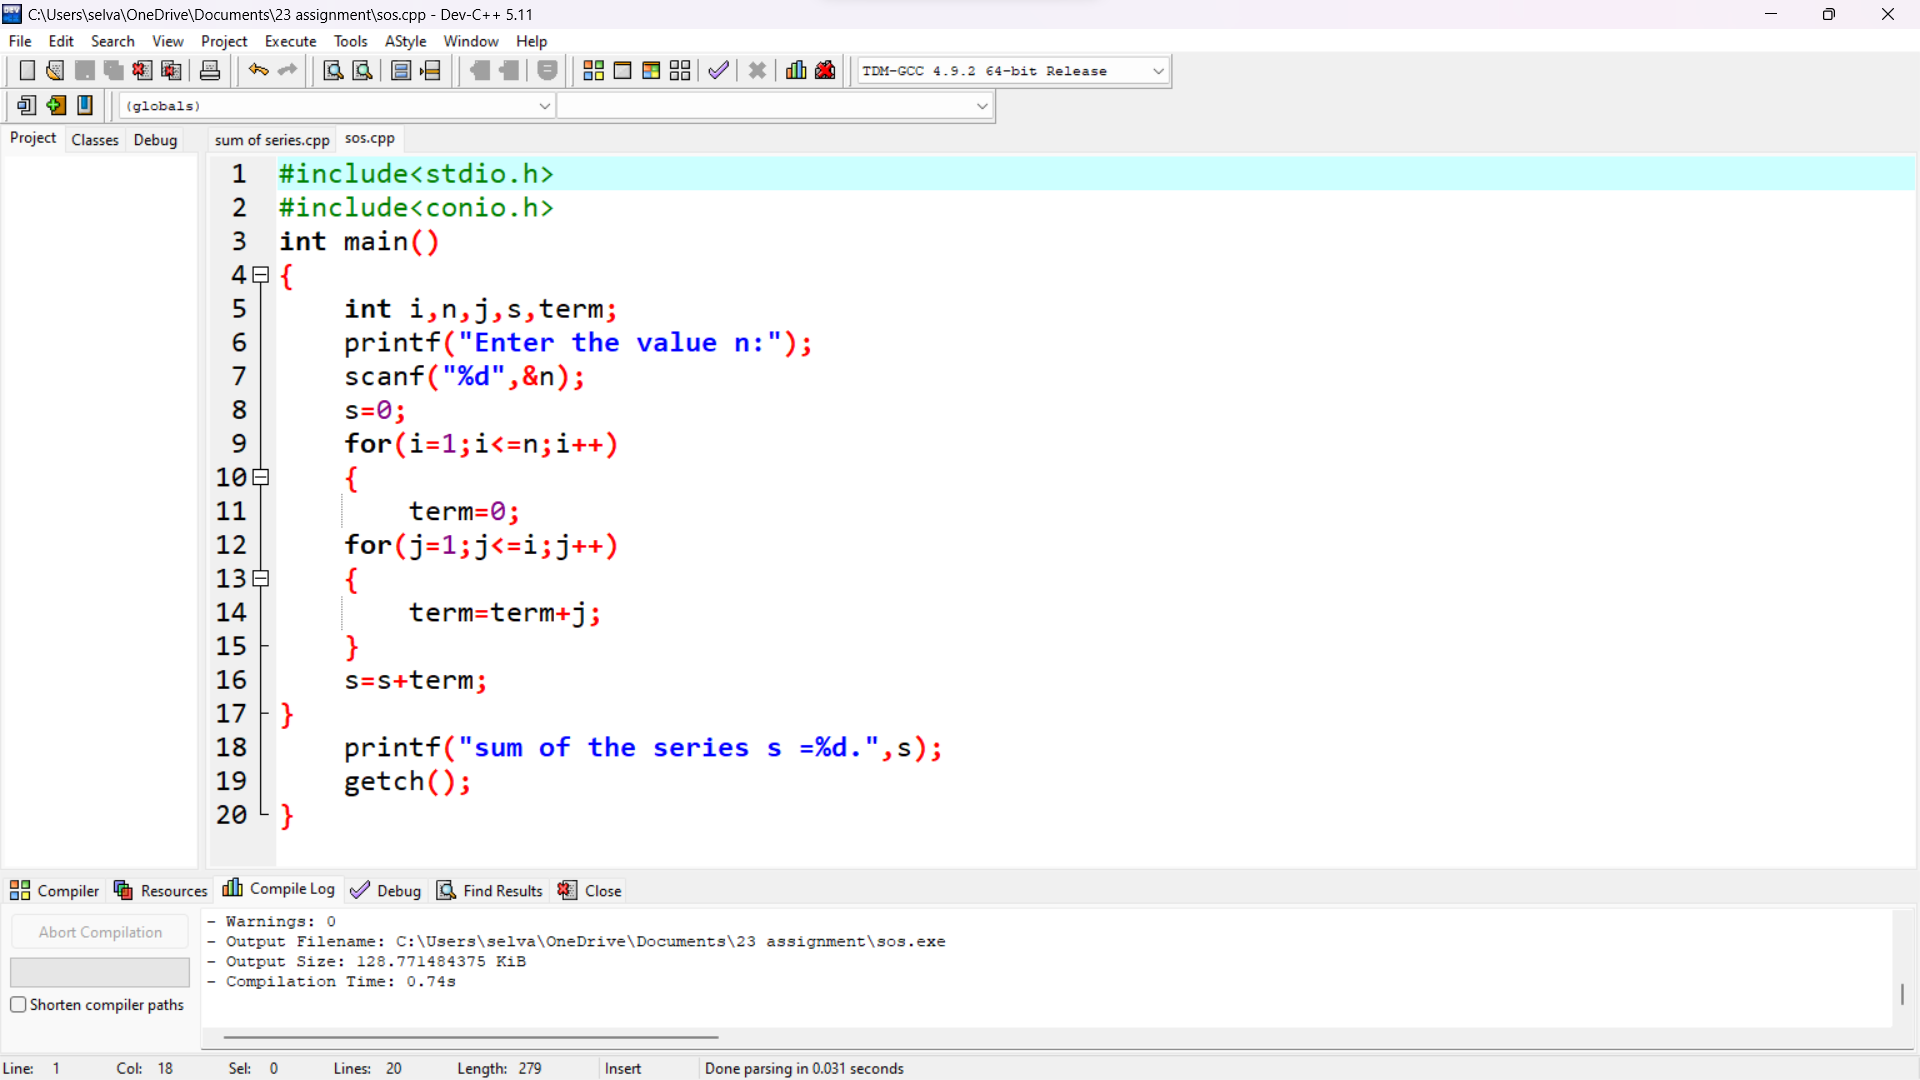 C:\Users\selva\OneDrive\Documents\23 assignment\sos.cpp - Dev-C++ 5.11
File Edit Search View Project Execute Tools AStyle Window Help
TDM-GCC 4.9.2 64-bit Release
(globals)
Project Classes Debug sum of series.cpp sos.cpp
1 #include<stdio.h>
2 #include<conio.h>
3 int main()
4 {
5 int i,n,j,s,term;
6 printf("Enter the value n:");
7 scanf("%d",&n);
8 s=0;
9 for(i=1;i<=n;i++)
10 {
11 term=0;
12 for(j=1;j<=i;j++)
13 {
14 term=term+j;
15 }
16 s=s+term;
17 }
18 printf("sum of the series s =%d.",s);
19 getch();
20 }
Compiler Resources Compile Log Debug Find Results Close
Abort Compilation
Shorten compiler paths
- Warnings: 0
- Output Filename: C:\Users\selva\OneDrive\Documents\23 assignment\sos.exe
- Output Size: 128.771484375 KiB
- Compilation Time: 0.74s
Line: 1 Col: 18 Sel: 0 Lines: 20 Length: 279 Insert Done parsing in 0.031 seconds